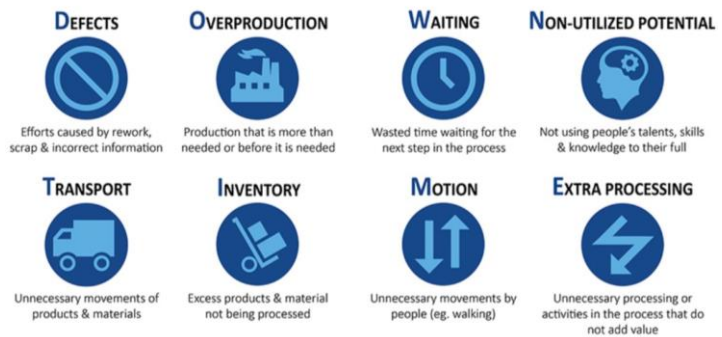 DEFECTS
OVERPRODUCTION
WAITING
NON-UTILIZED POTENTIAL
Efforts caused by rework,
scrap & incorrect information
Production that is more than
needed or before it is needed
Wasted time waiting for the
next step in the process
Not using people's talents, skills
& knowledge to their full
TRANSPORT
INVENTORY
MOTION
EXTRA PROCESSING
Unnecessary movements of
products & materials
Excess products & material
not being processed
Unnecessary movements by
people (eg. walking)
Unnecessary processing or
activities in the process that do
not add value